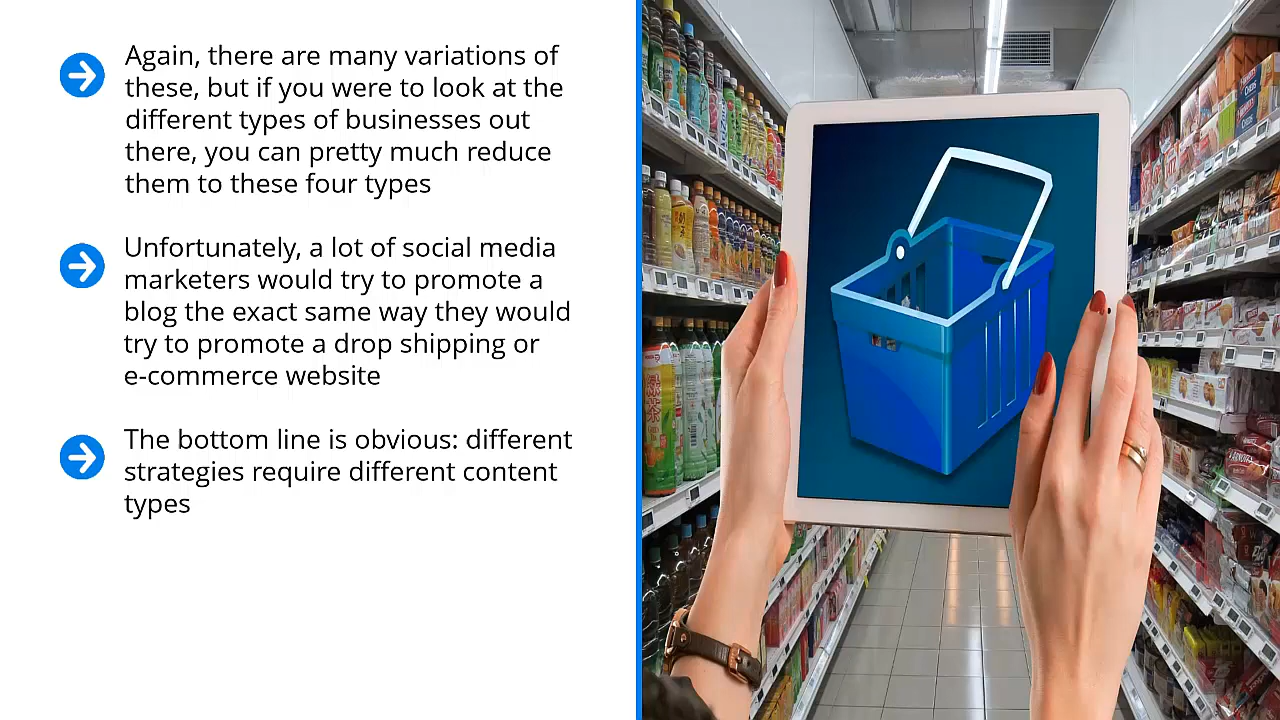 Again, there are many variations of
these, but if you were to look at the
different types of businesses out
there, you can pretty much reduce
them to these four types
Unfortunately, a lot of social media
marketers would try to promote a
blog the exact same way they would
try to promote a drop shipping or
e-commerce website
The bottom line is obvious: different
strategies require different content
types